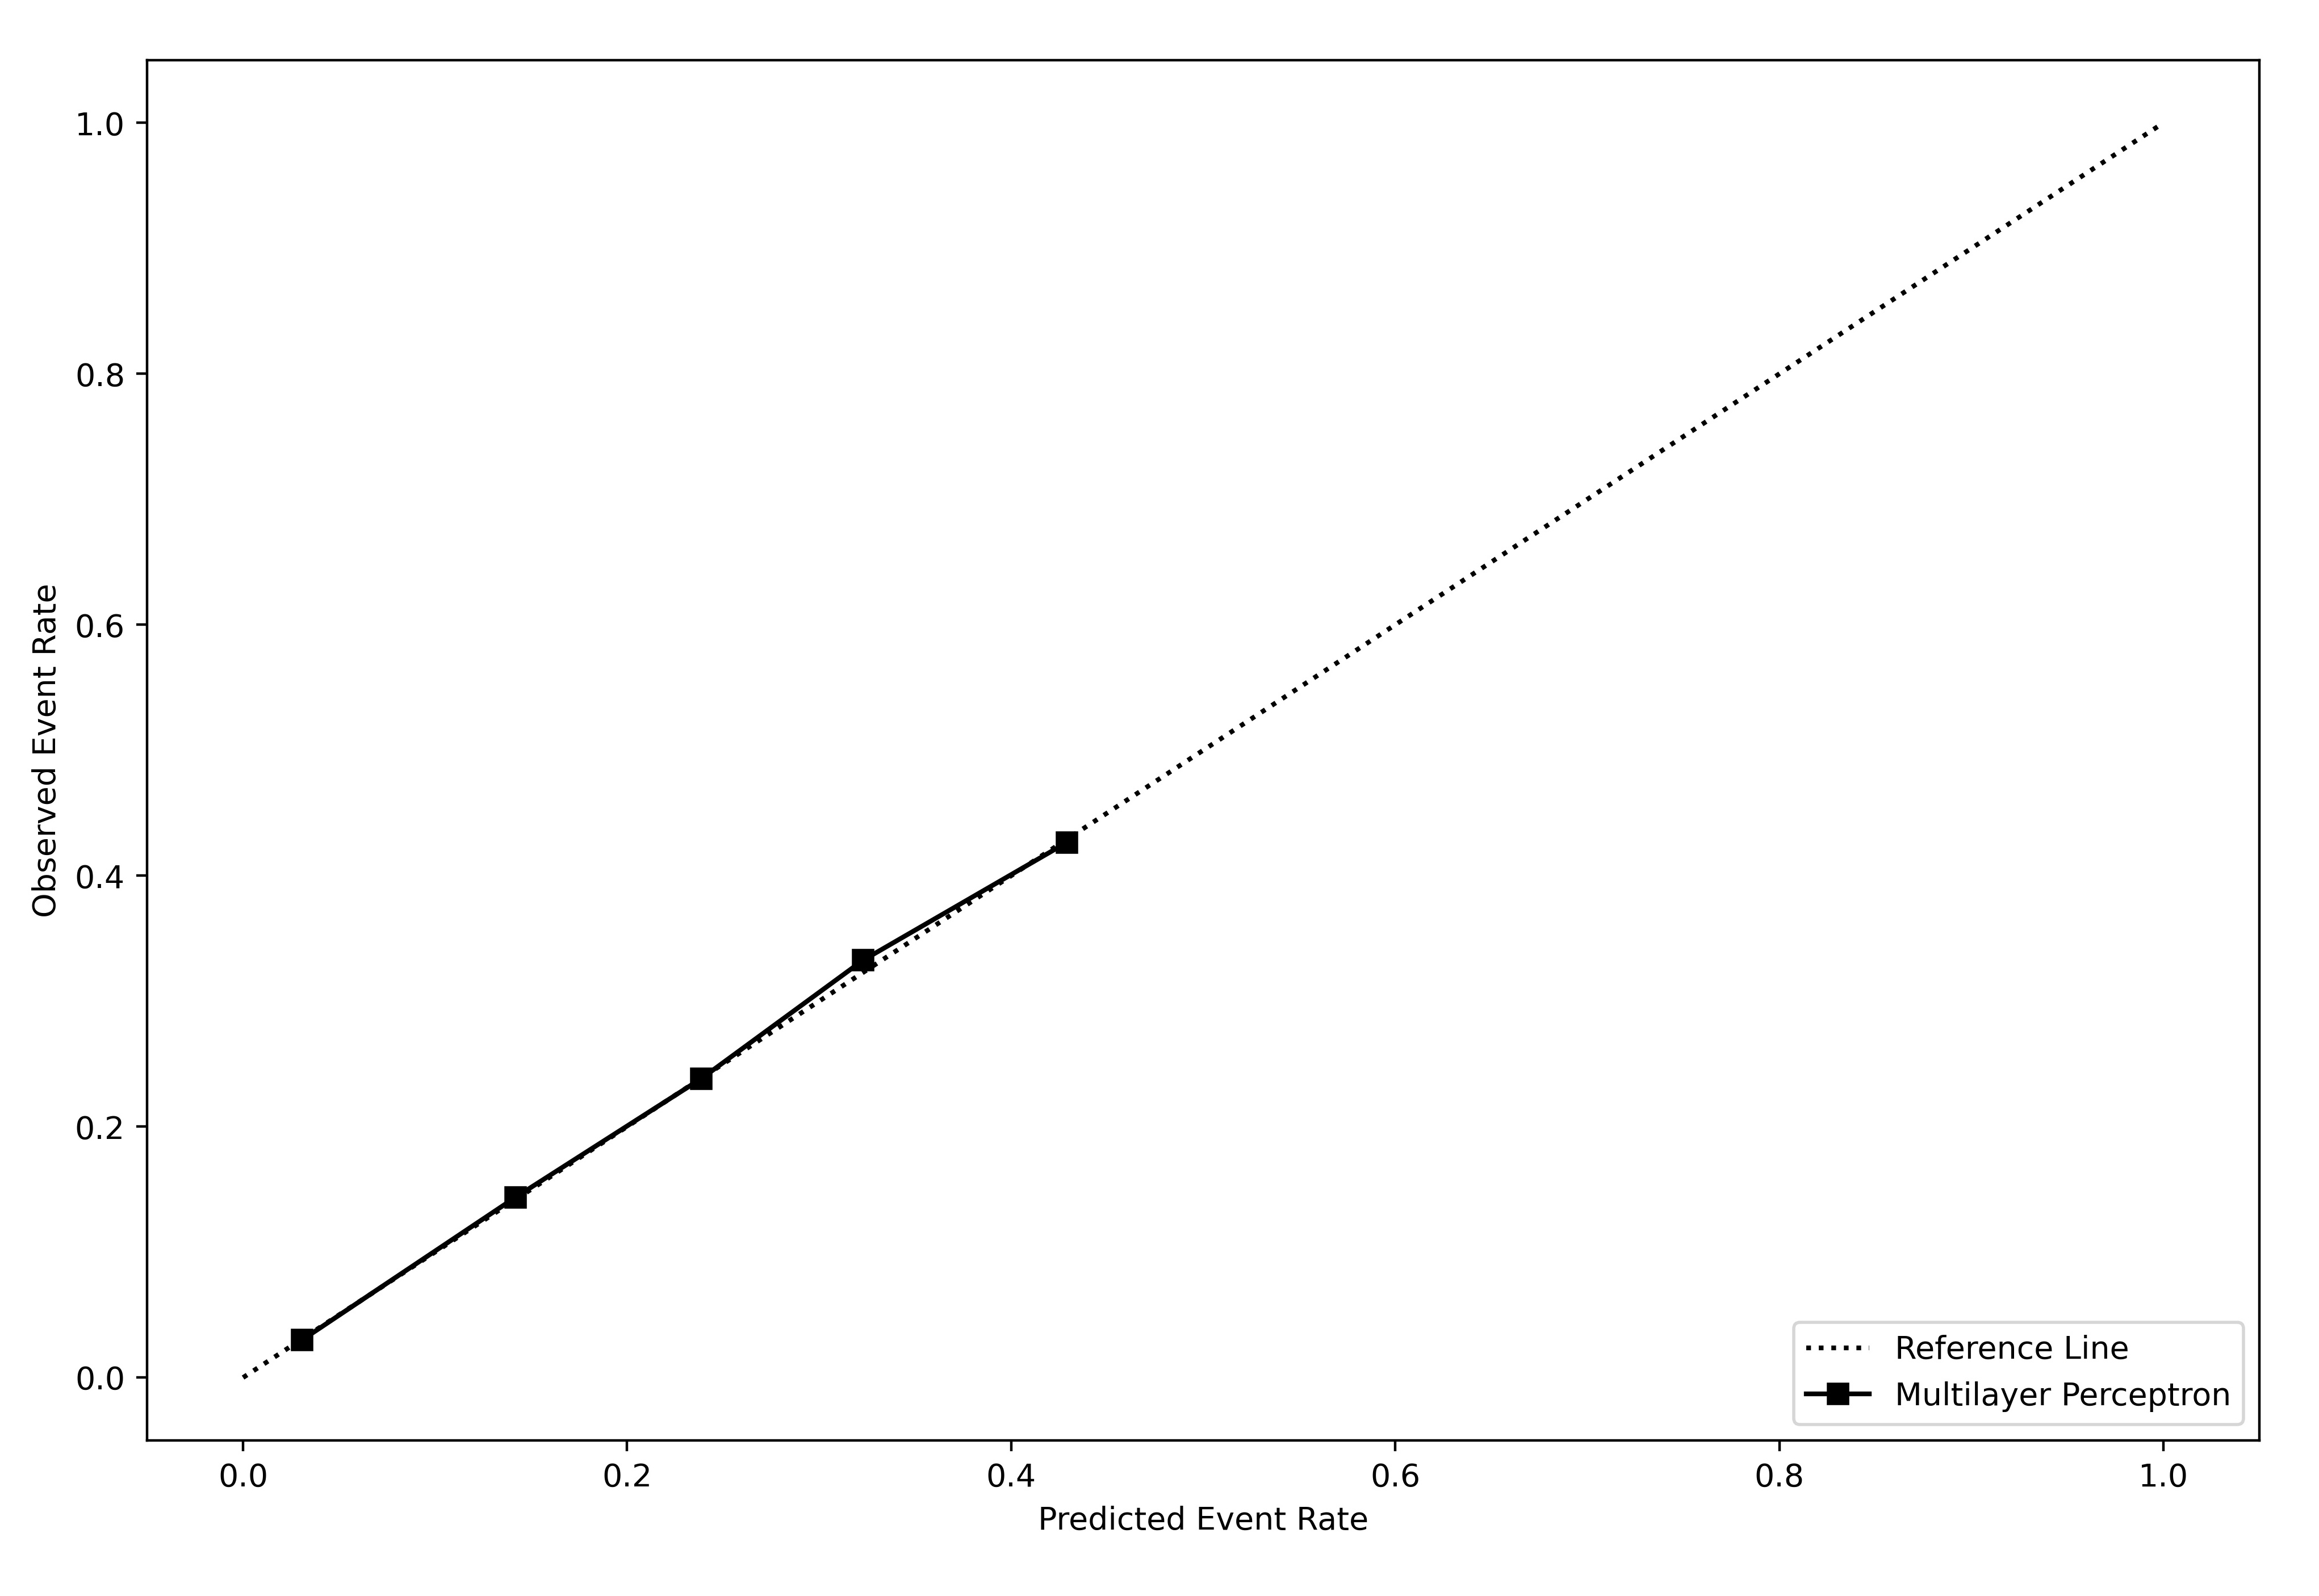 1.0
0.8
0.6
0.4
0.2
0.0
Observed Event Rate
0.0 0.2 0.4 0.6 0.8 1.0
Predicted Event Rate
Reference Line
Multilayer Perceptron